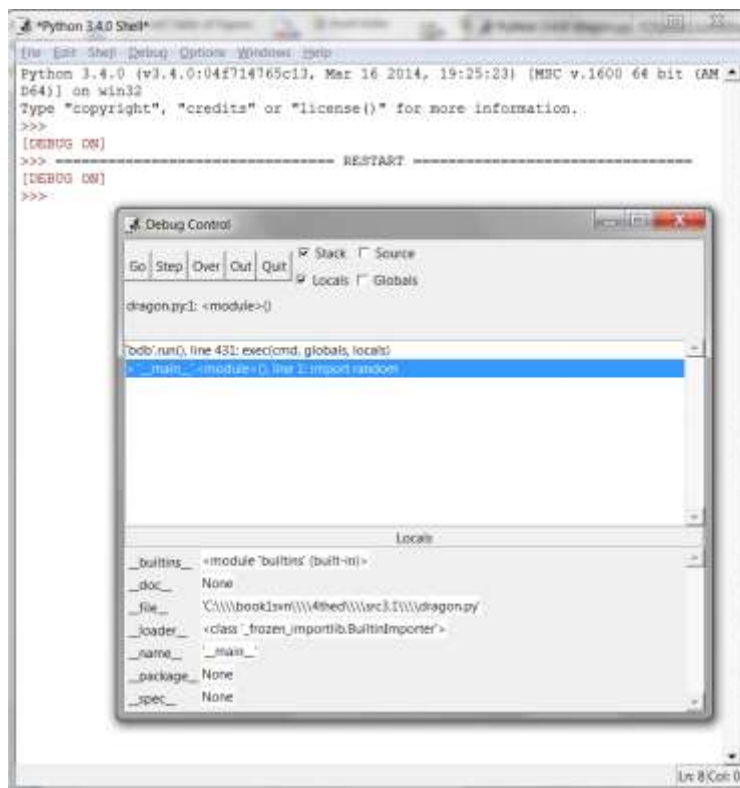 *Python 3.4.0 Shell*
File Edit Shell Debug Options Windows Help
Python 3.4.0 (v3.4.0:04f714765c13, Mar 16 2014, 19:25:23) [MSC v.1600 64 bit (AM
D64)] on win32
Type "copyright", "credits" or "license()" for more information.
>>>
[DEBUG ON]
>>> ================================ RESTART ================================
[DEBUG ON]
>>>
Debug Control
Go Step Over Out Quit Stack Source
Locals Globals
dragon.py:1: <module>()
'bdb'.run(), line 431: exec(cmd, globals, locals)
> '__main__'.<module>(), line 1: import random
Locals
__builtins__ <module 'builtins' (built-in)>
__doc__ None
__file__ 'C:\\\\book1svn\\\\4thed\\\\src3.1\\\\dragon.py'
__loader__ <class '_frozen_importlib.BuiltinImporter'>
__name__ '__main__'
__package__ None
__spec__ None
Ln: 8 Col: 0